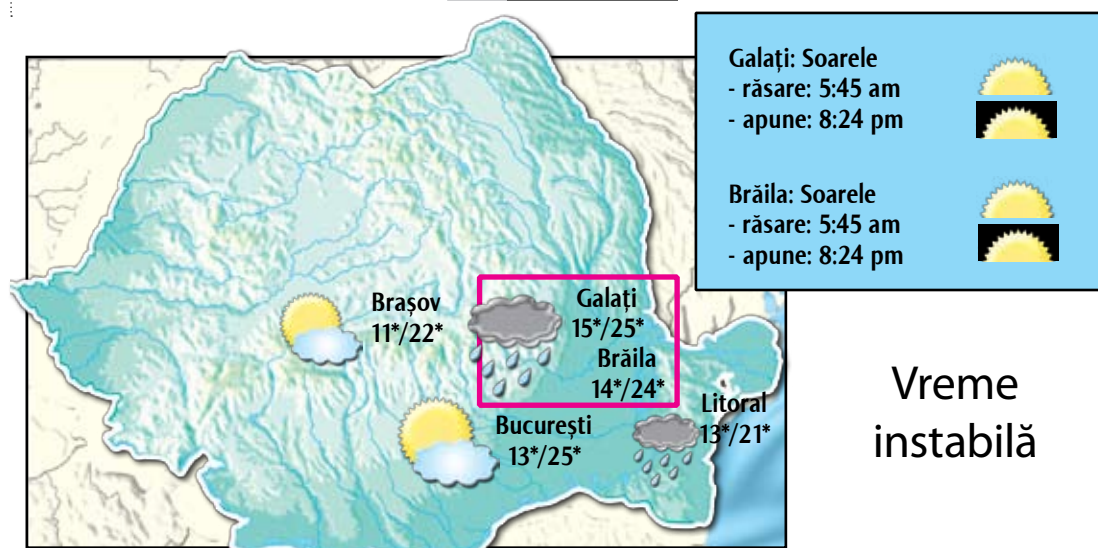 Galați: Soarele
- răsare: 5:45 am
- apune: 8:24 pm
Brăila: Soarele
- răsare: 5:45 am
- apune: 8:24 pm
Brașov
11*/22*
Galați
15*/25*
Brăila
14*/24*
Litoral
13*/21*
București
13*/25*
Vreme
instabilă